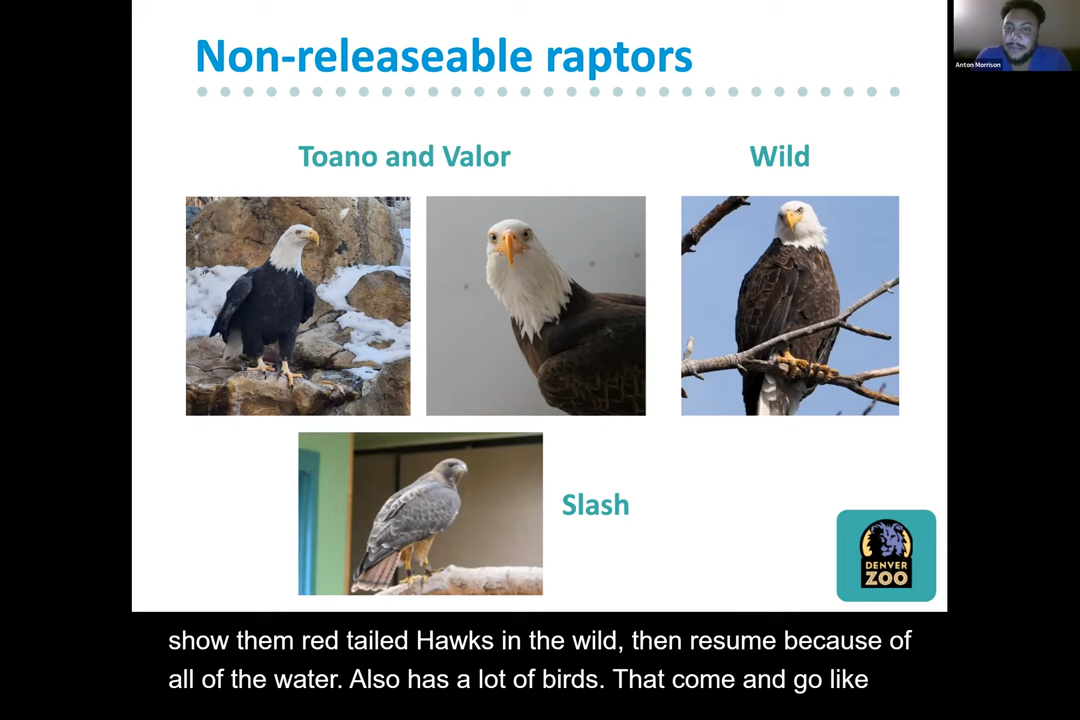 Non-releaseable raptors
Anton Morrison
Toano and Valor
Wild
Slash
DENVER
ZOO
show them red tailed Hawks in the wild, then resume because of
all of the water. Also has a lot of birds. That come and go like